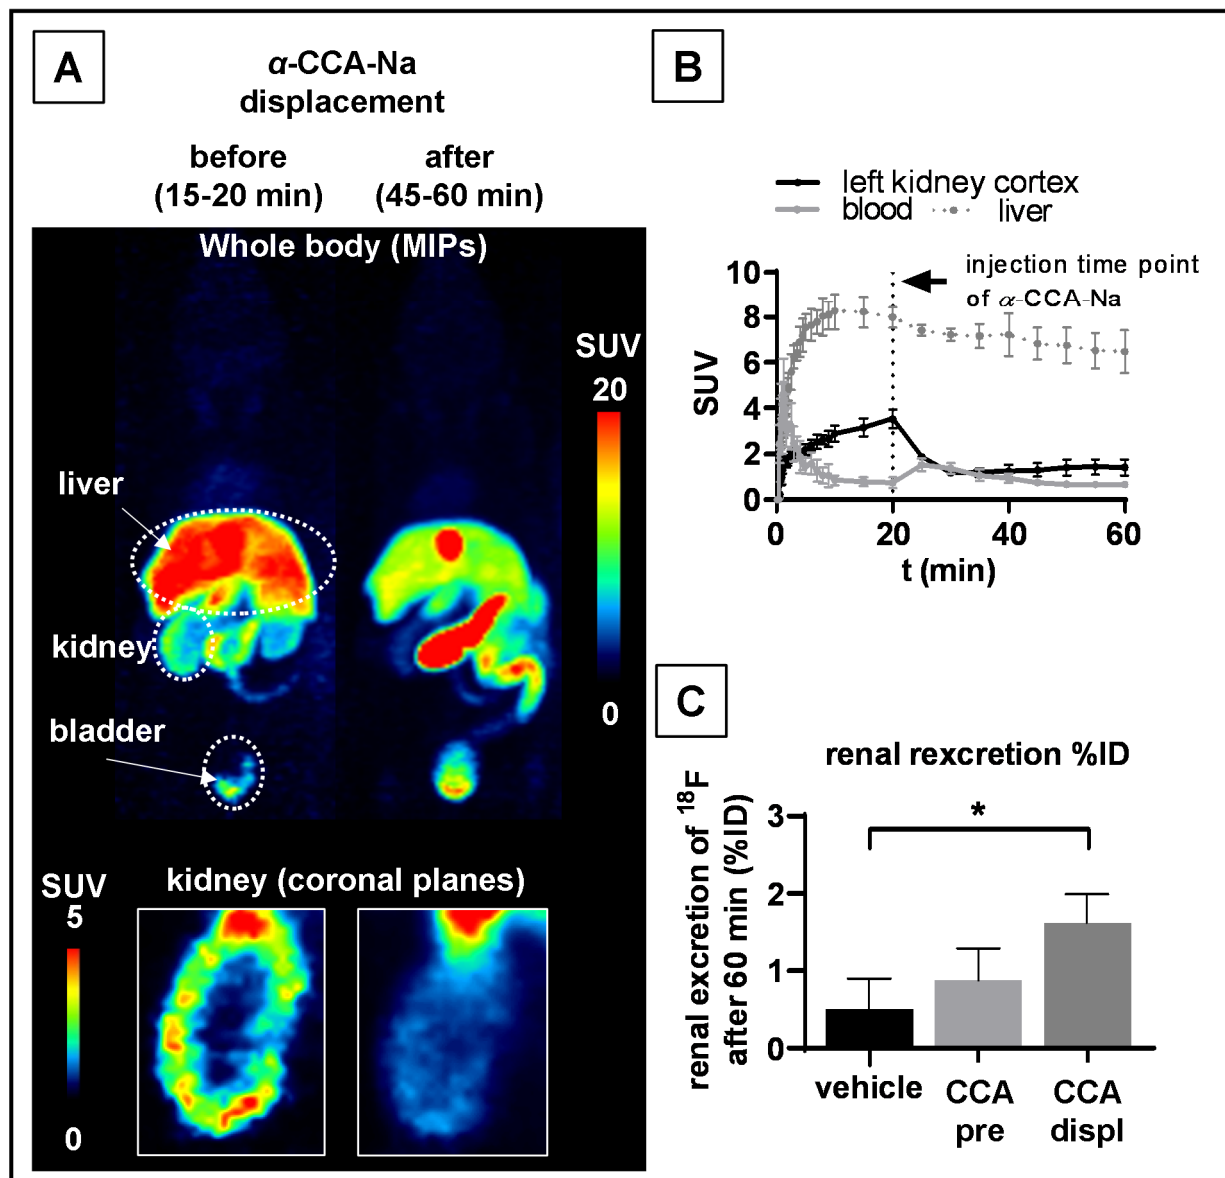 A
α-CCA-Na
displacement
before
(15-20 min)
after
(45-60 min)
Whole body (MIPs)
SUV
20
0
liver
kidney
bladder
SUV
5
0
kidney (coronal planes)
B
left kidney cortex
blood
liver
injection time point
of α-CCA-Na
SUV
10
8
6
4
2
0
0
20
40
60
t (min)
C
renal rexcretion %ID
*
renal excretion of ¹⁸F
after 60 min (%ID)
3
2
1
0
vehicle
CCA
pre
CCA
displ